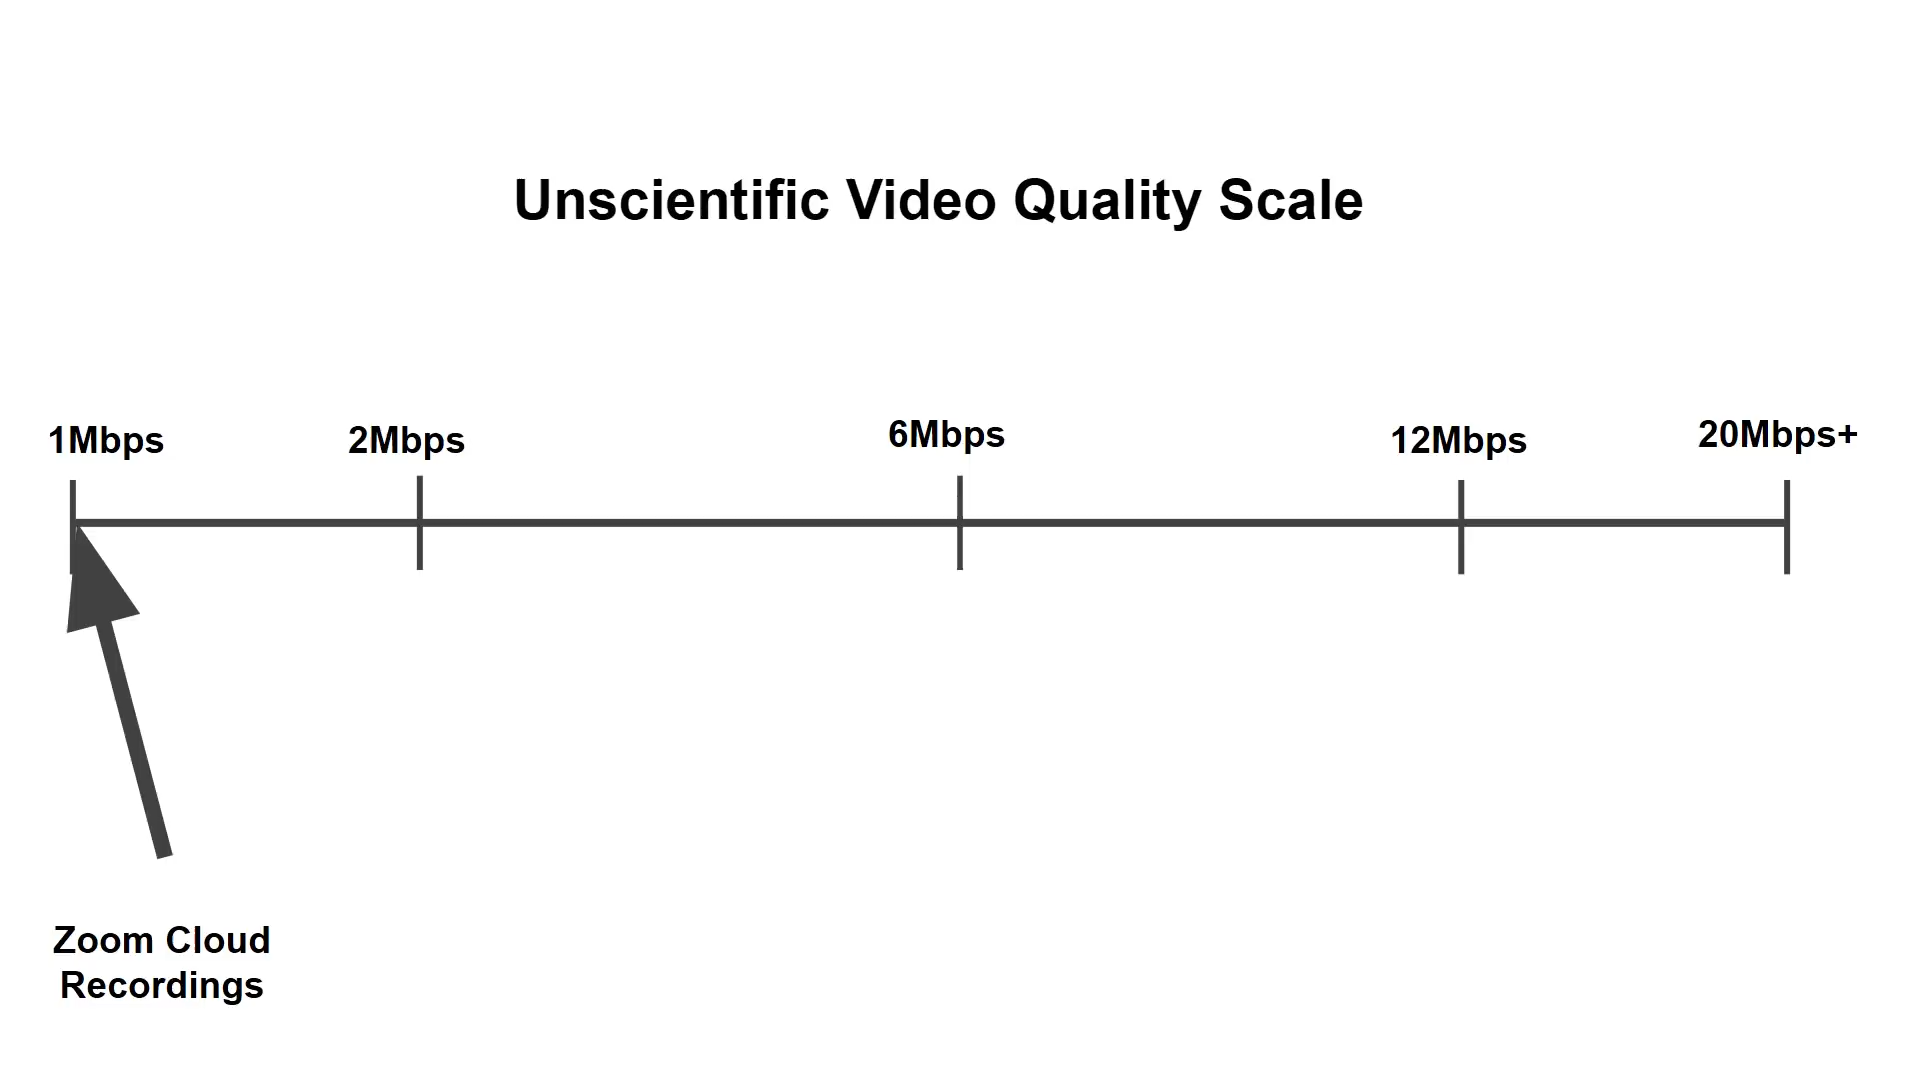 Unscientific Video Quality Scale
1Mbps
2Mbps
6Mbps
12Mbps
20Mbps+
Zoom Cloud
Recordings